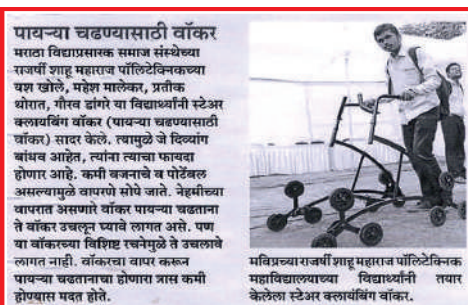 पायऱ्या चढण्यासाठी वॉकर
मराठा विद्याप्रसारक समाज संस्थेच्या
राजर्षी शाहू महाराज पॉलिटेक्निकच्या
यश खोले, महेश मालेकर, प्रतीक
थोरात, गौरव डांगरे या विद्यार्थ्यांनी स्टेअर
क्लायबिंग वॉकर (पायऱ्या चढण्यासाठी
वॉकर) सादर केले. त्यामुळे जे दिव्यांग
बांधव आहेत, त्यांना त्याचा फायदा
होणार आहे. कमी वजनाचे व पोर्टेबल
असल्यामुळे वापरणे सोपे जाते. नेहमीच्या
वापरात असणारे वॉकर पायऱ्या चढताना
ते वॉकर उचलून घ्यावे लागत असे. पण
या वॉकरच्या विशिष्ट रचनेमुळे ते उचलावे
लागत नाही. वॉकरचा वापर करून
पायऱ्या चढतानाचा होणारा त्रास कमी
होण्यास मदत होते.
मविप्रच्या राजर्षी शाहू महाराज पॉलिटेक्निक
महाविद्यालयाच्या विद्यार्थ्यांनी तयार
केलेला स्टेअर क्लायबिंग वॉकर.